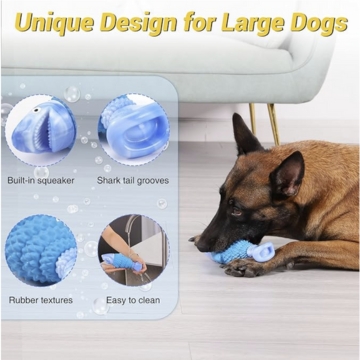 Unique Design for Large Dogs
Built-in squeaker
Shark tail grooves
Rubber textures
Easy to clean